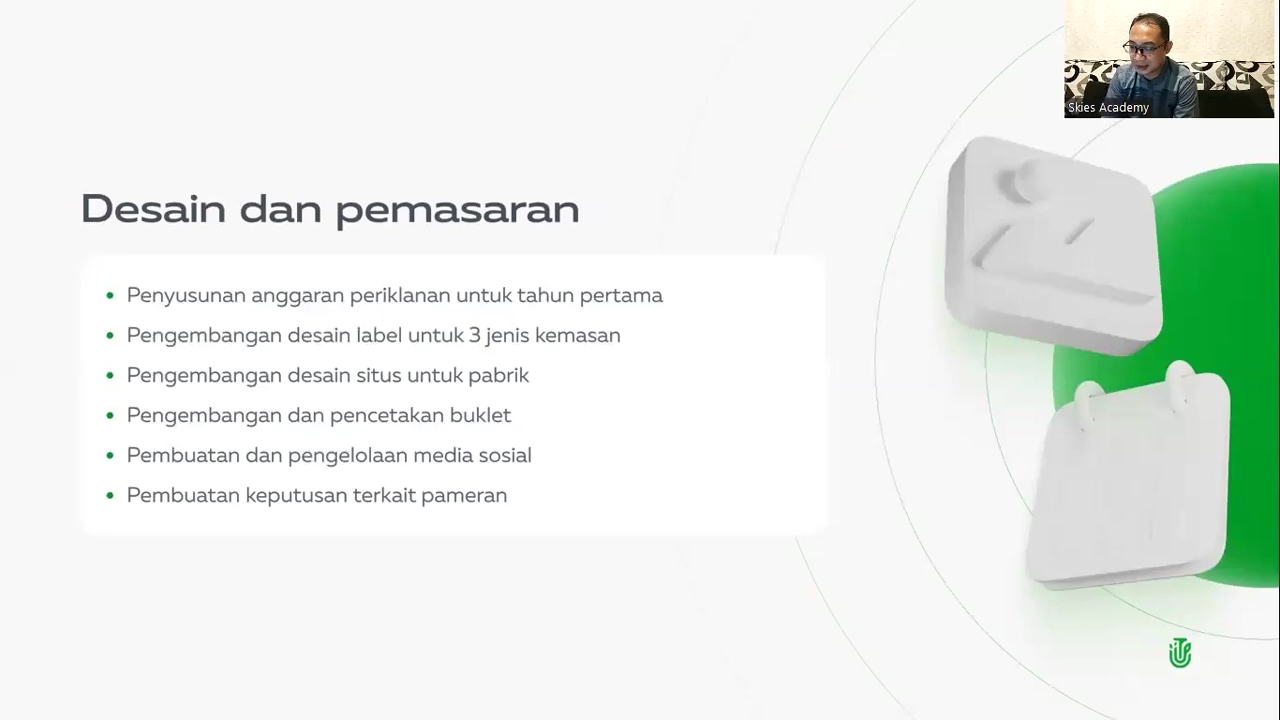 Skies Academy
Desain dan pemasaran
Penyusunan anggaran periklanan untuk tahun pertama
Pengembangan desain label untuk 3 jenis kemasan
Pengembangan desain situs untuk pabrik
Pengembangan dan pencetakan buklet
Pembuatan dan pengelolaan media sosial
Pembuatan keputusan terkait pameran